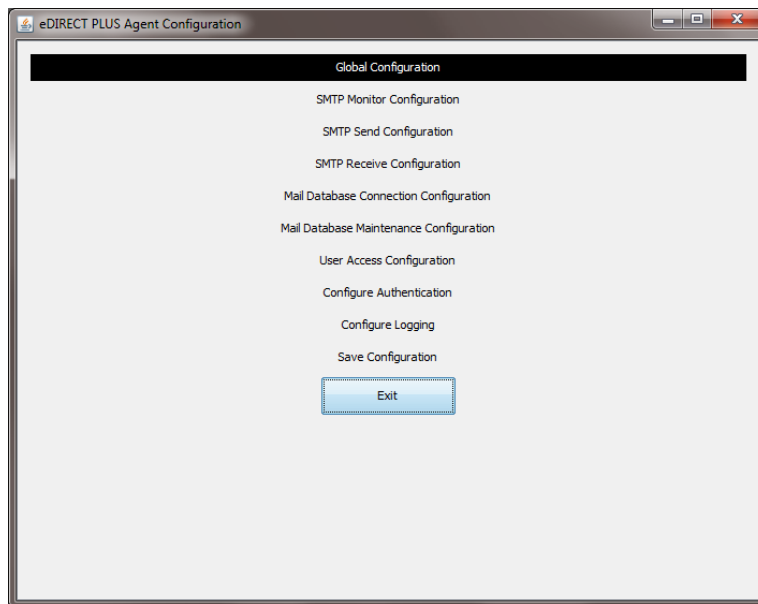 eDIRECT PLUS Agent Configuration
Global Configuration
SMTP Monitor Configuration
SMTP Send Configuration
SMTP Receive Configuration
Mail Database Connection Configuration
Mail Database Maintenance Configuration
User Access Configuration
Configure Authentication
Configure Logging
Save Configuration
Exit